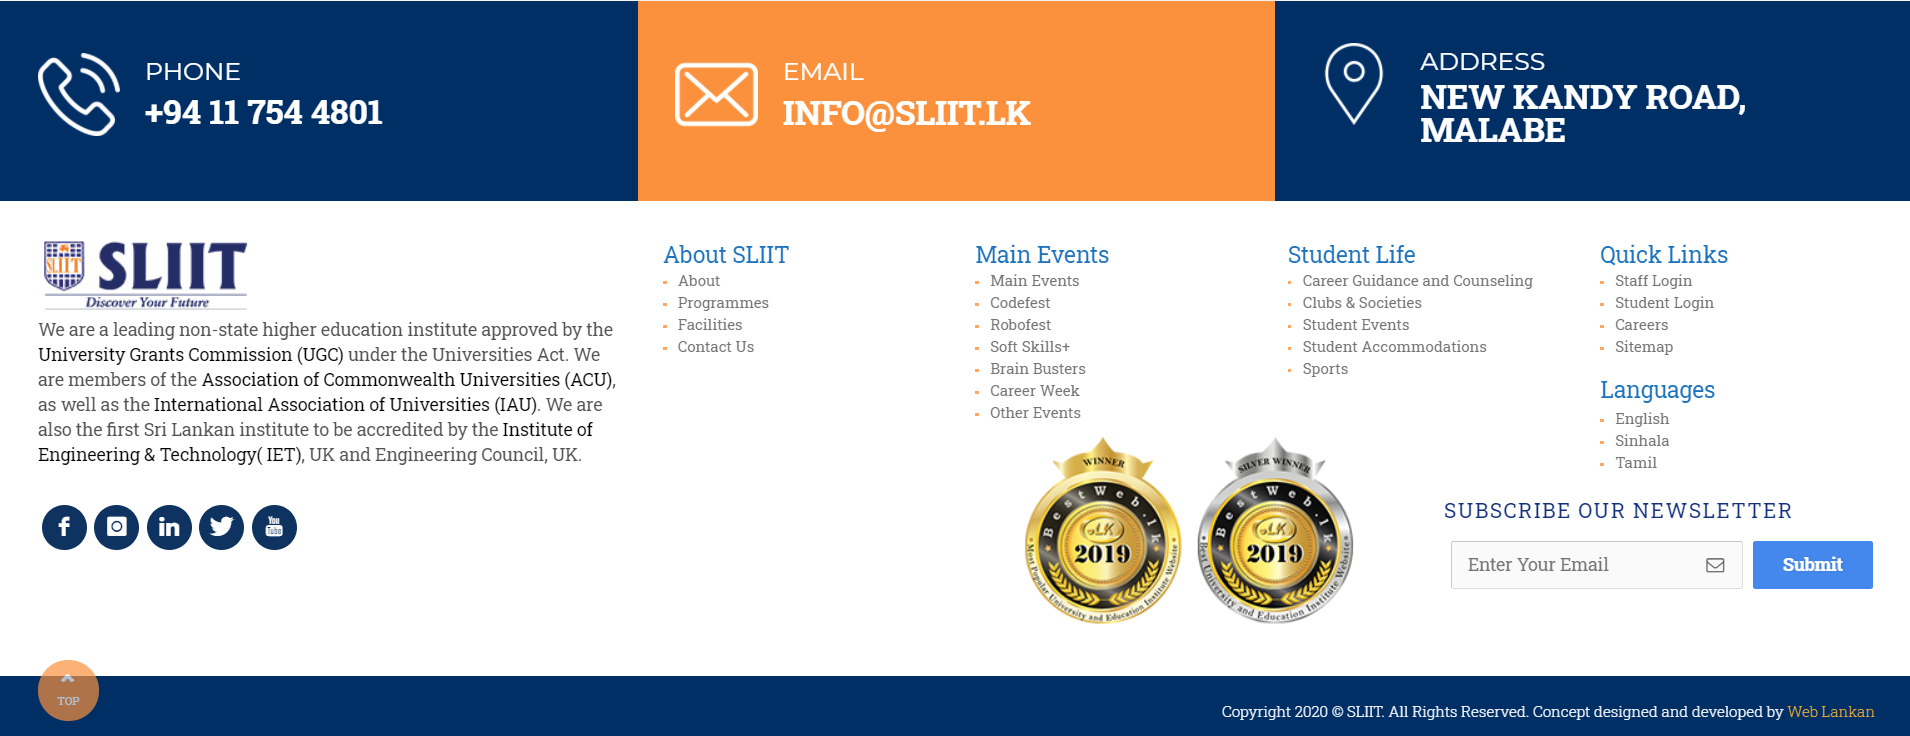 PHONE
+94 11 754 4801
EMAIL
INFO@SLIIT.LK
ADDRESS
NEW KANDY ROAD,
MALABE
SLIIT
SLIIT
Discover Your Future
We are a leading non-state higher education institute approved by the
University Grants Commission (UGC) under the Universities Act. We
are members of the Association of Commonwealth Universities (ACU),
as well as the International Association of Universities (IAU). We are
also the first Sri Lankan institute to be accredited by the Institute of
Engineering & Technology( IET), UK and Engineering Council, UK.
f
in
You
Tube
About SLIIT
About
Programmes
Facilities
Contact Us
Main Events
Main Events
Codefest
Robofest
Soft Skills+
Brain Busters
Career Week
Other Events
Student Life
Career Guidance and Counseling
Clubs & Societies
Student Events
Student Accommodations
Sports
Quick Links
Staff Login
Student Login
Careers
Sitemap
Languages
English
Sinhala
Tamil
WINNER
BestWeb.lk
LK
2019
Most Popular University and Education Institute Website
SILVER WINNER
BestWeb.lk
LK
2019
Best University and Education Institute Website
SUBSCRIBE OUR NEWSLETTER
Enter Your Email
Submit
TOP
Copyright 2020 © SLIIT. All Rights Reserved. Concept designed and developed by Web Lankan